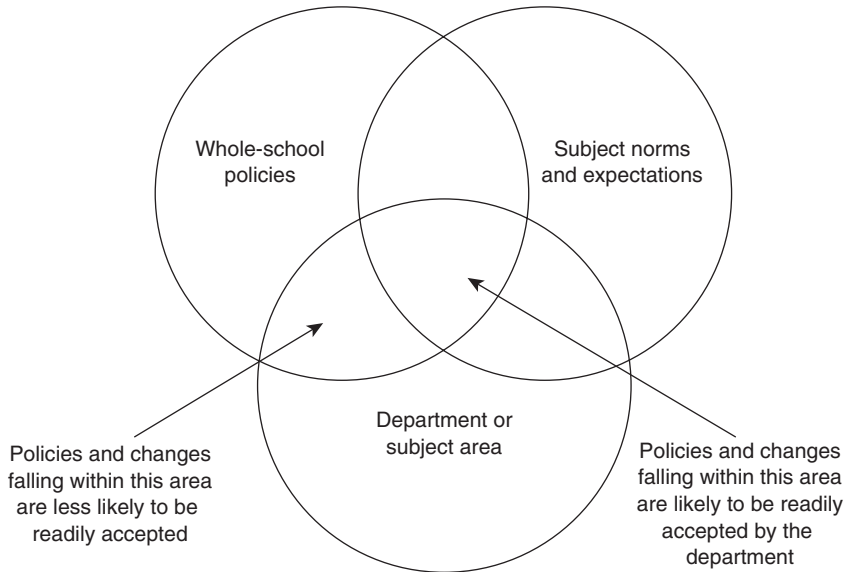 Whole-school
policies
Subject norms
and expectations
Department or
subject area
Policies and changes
falling within this area
are less likely to be
readily accepted
Policies and changes
falling within this area
are likely to be readily
accepted by the
department